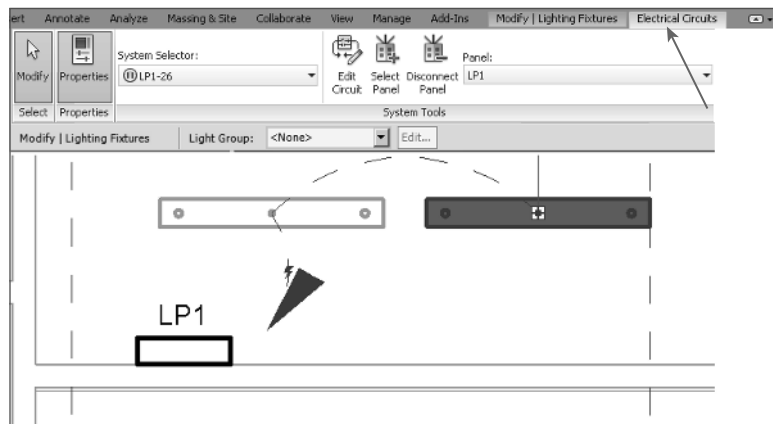 Annotate Analyze Massing & Site Collaborate View Manage Add-Ins Modify | Lighting Fixtures Electrical Circuits
System Selector:
LP1-26
Modify Properties
Edit Circuit
Select Panel
Disconnect Panel
Panel:
LP1
Select Properties System Tools
Modify | Lighting Fixtures Light Group: <None> Edit...
LP1